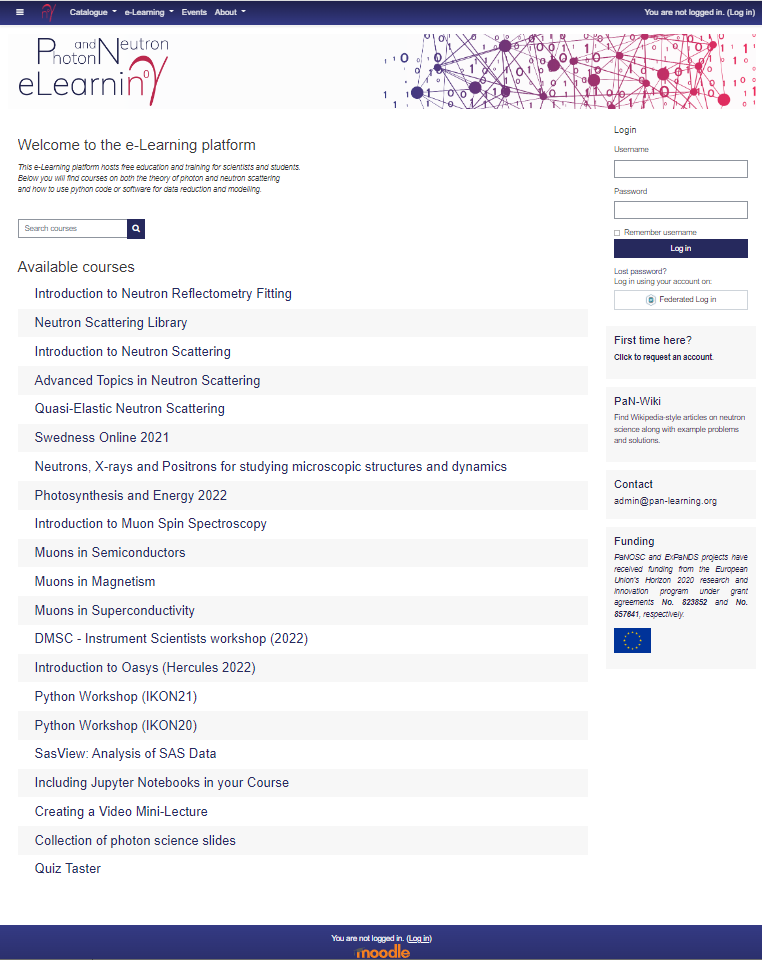 Catalogue e-Learning Events About You are not logged in. (Log in)
Photon and Neutron
eLearning
Welcome to the e-Learning platform
This e-Learning platform hosts free education and training for scientists and students.
Below you will find courses on both the theory of photon and neutron scattering
and how to use python code or software for data reduction and modelling.
Search courses
Available courses
Introduction to Neutron Reflectometry Fitting
Neutron Scattering Library
Introduction to Neutron Scattering
Advanced Topics in Neutron Scattering
Quasi-Elastic Neutron Scattering
Swedness Online 2021
Neutrons, X-rays and Positrons for studying microscopic structures and dynamics
Photosynthesis and Energy 2022
Introduction to Muon Spin Spectroscopy
Muons in Semiconductors
Muons in Magnetism
Muons in Superconductivity
DMSC - Instrument Scientists workshop (2022)
Introduction to Oasys (Hercules 2022)
Python Workshop (IKON21)
Python Workshop (IKON20)
SasView: Analysis of SAS Data
Including Jupyter Notebooks in your Course
Creating a Video Mini-Lecture
Collection of photon science slides
Quiz Taster
Login
Username
Password
Remember username
Log in
Lost password?
Log in using your account on:
Federated Log in
First time here?
Click to request an account.
PaN-Wiki
Find Wikipedia-style articles on neutron
science along with example problems
and solutions.
Contact
admin@pan-learning.org
Funding
PaNOSC and ExPaNDS projects have
received funding from the European
Union's Horizon 2020 research and
innovation program under grant
agreements No. 823852 and No.
857641, respectively.
You are not logged in. (Log in)
moodle